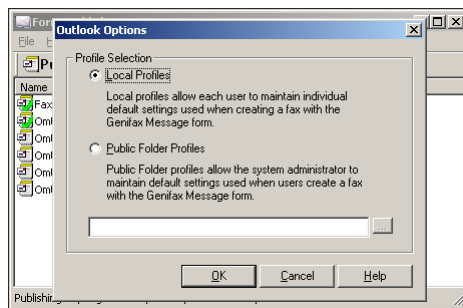 Outlook Options
File
Profile Selection
Local Profiles
Local profiles allow each user to maintain individual
default settings used when creating a fax with the
Genifax Message form.
Public Folder Profiles
Public Folder profiles allow the system administrator to
maintain default settings used when users create a fax
with the Genifax Message form.
...
OK Cancel Help
Name
Fax
Publishing